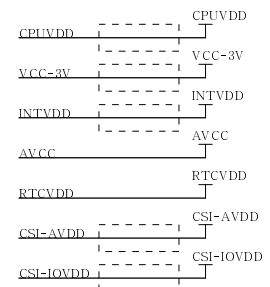 CPUVDD
CPUVDD
VCC-3V
VCC-3V
INTVDD
INTVDD
AVCC
AVCC
RTCVDD
RTCVDD
CSI-AVDD
CSI-AVDD
CSI-IOVDD
CSI-IOVDD